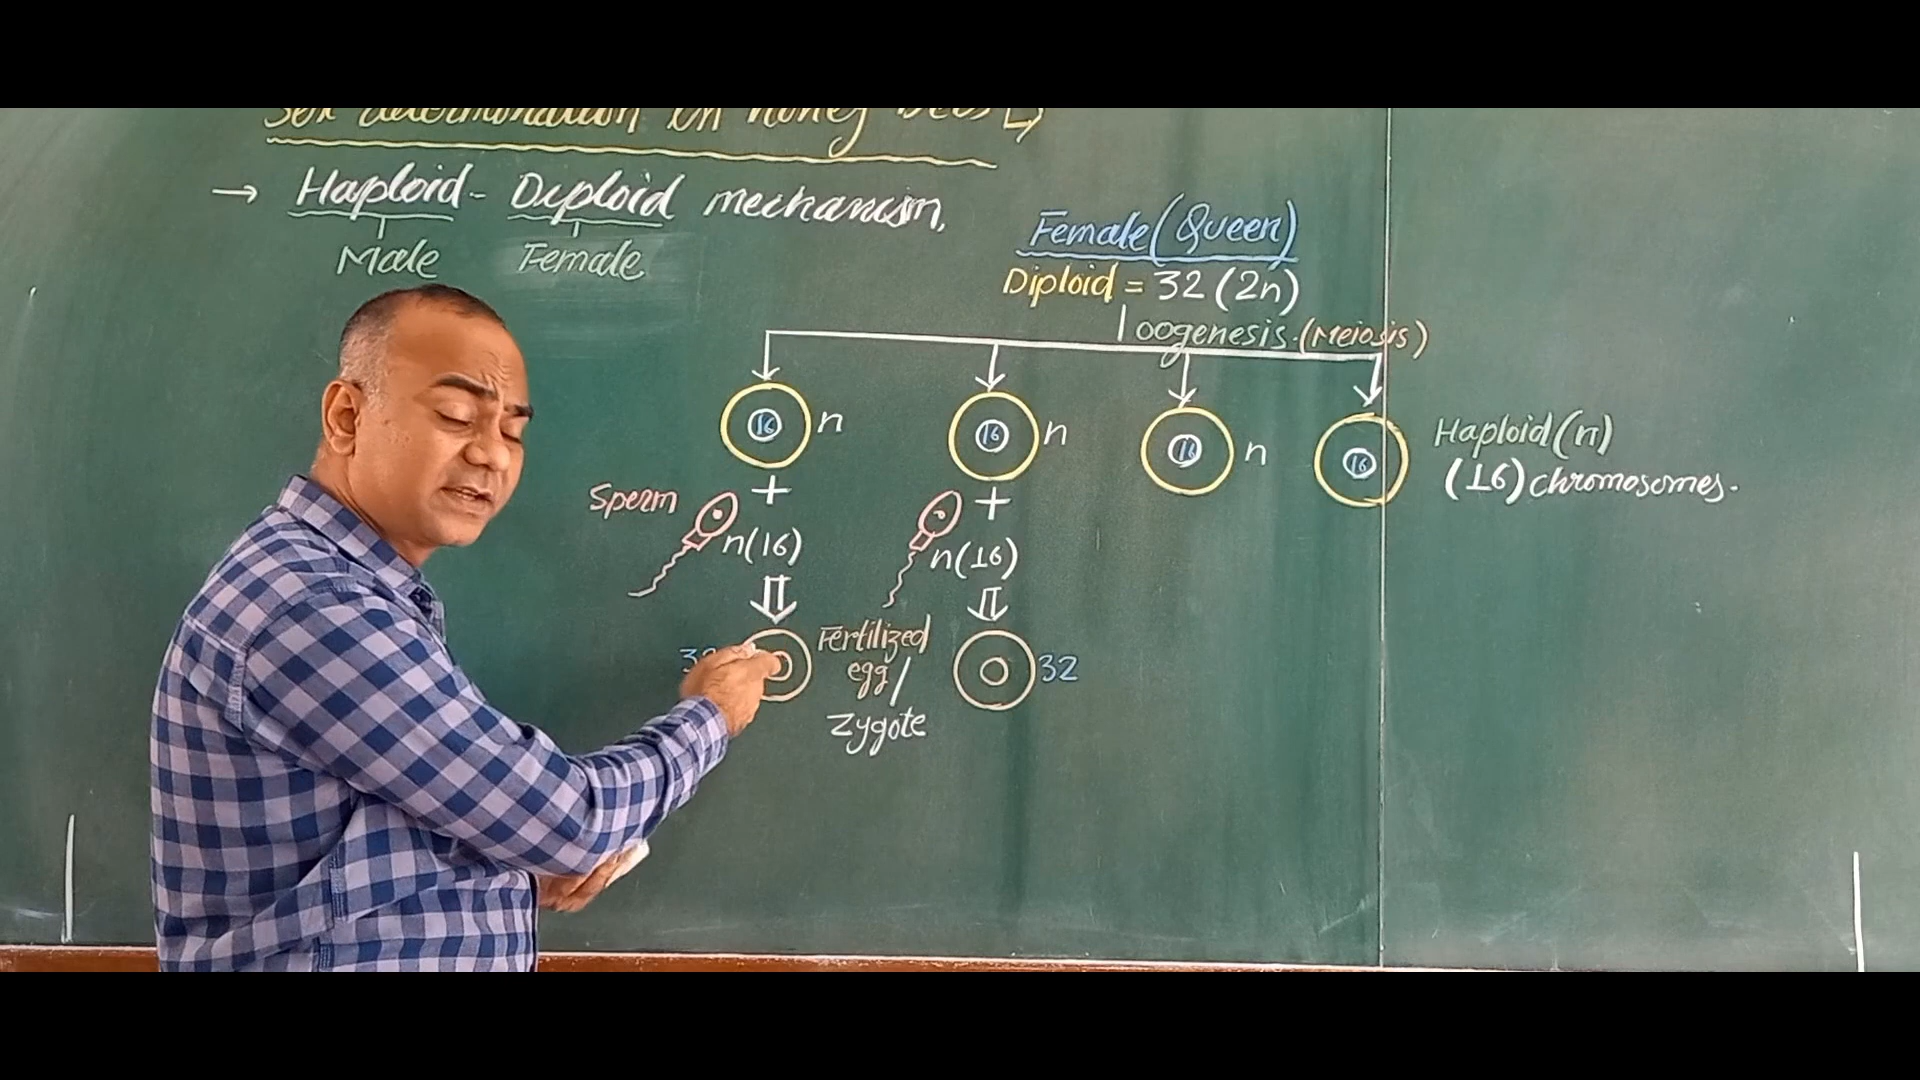 Sex determination in honey bees
→ Haploid - Diploid mechanism.
Male Female
Female (Queen)
Diploid = 32 (2n)
oogenesis. (Meiosis)
16 n 16 n 16 n 16 Haploid (n)
(16) chromosomes.
Sperm + +
n(16) n(16)
32 Fertilized egg / Zygote 32